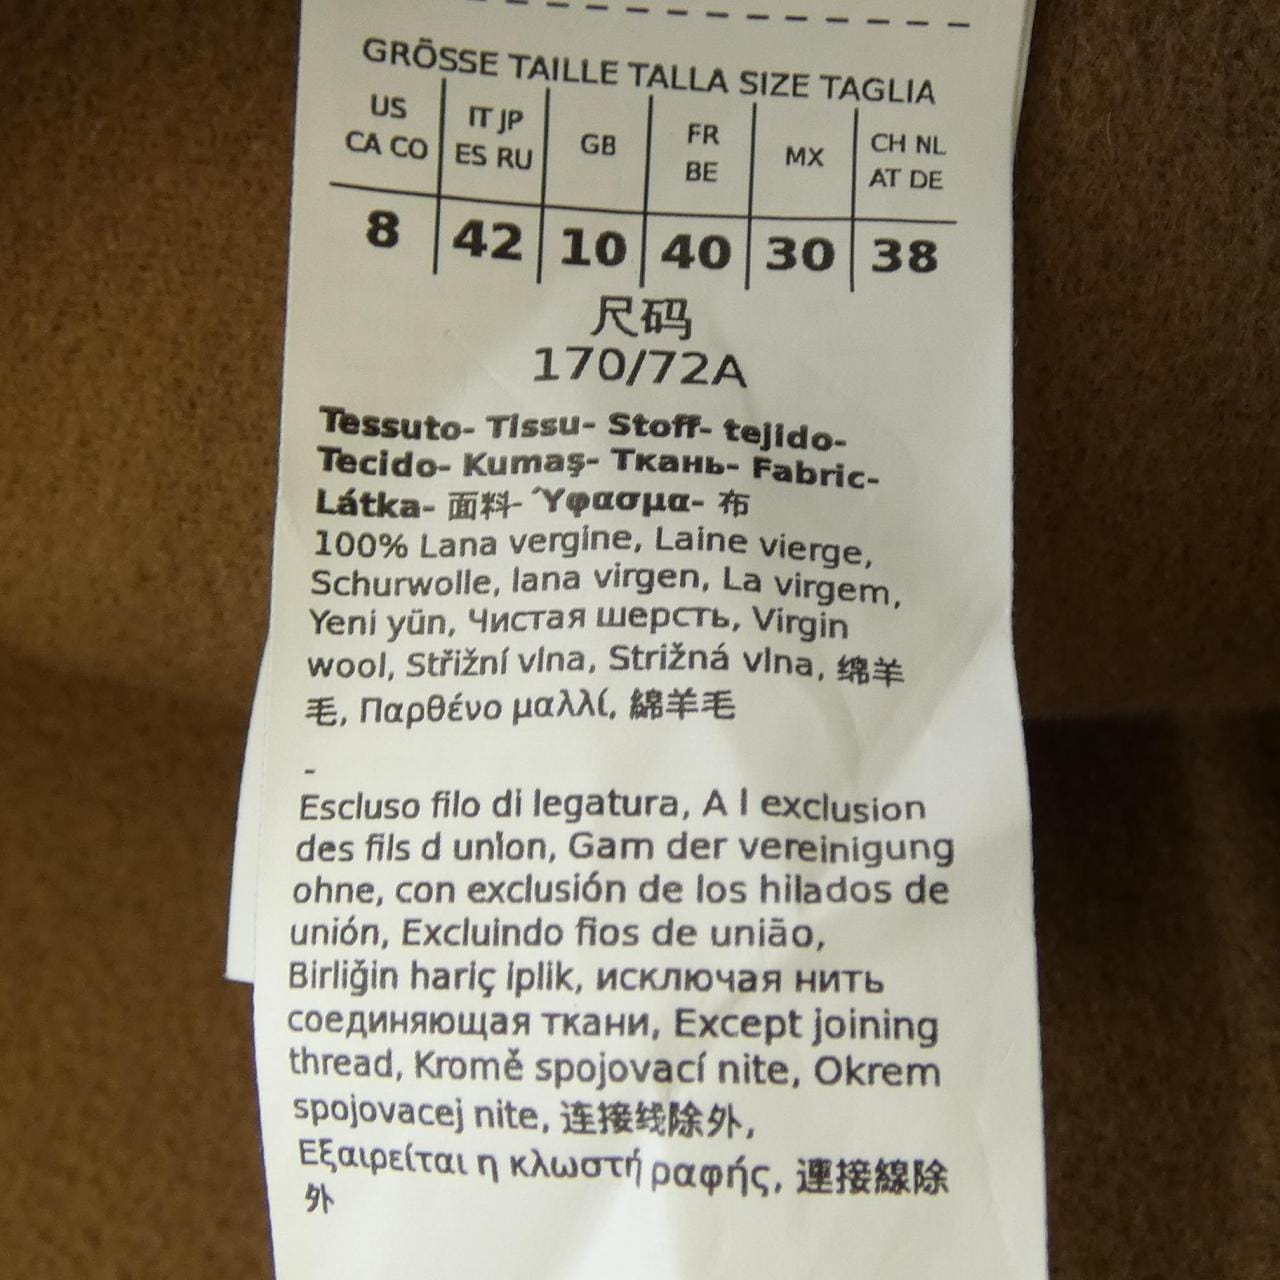 GRÖSSE TAILLE TALLA SIZE TAGLIA
US CA CO | IT JP ES RU | GB | FR BE | MX | CH NL AT DE
8 | 42 | 10 | 40 | 30 | 38
尺码
170/72A
Tessuto- Tissu- Stoff- tejido-
Tecido- Kumaş- Ткань- Fabric-
Látka- 面料- Ύφασμα- 布
100% Lana vergine, Laine vierge,
Schurwolle, lana virgen, La virgem,
Yeni yün, Чистая шерсть, Virgin
wool, Střižní vlna, Strižná vlna, 绵羊
毛, Παρθένο μαλλί, 綿羊毛
-
Escluso filo di legatura, A l exclusion
des fils d union, Garn der vereinigung
ohne, con exclusión de los hilados de
unión, Excluindo fios de união,
Birliğin hariç iplik, исключая нить
соединяющая ткани, Except joining
thread, Kromě spojovací nite, Okrem
spojovacej nite, 连接线除外,
Εξαιρείται η κλωστή ραφής, 連接線除
外